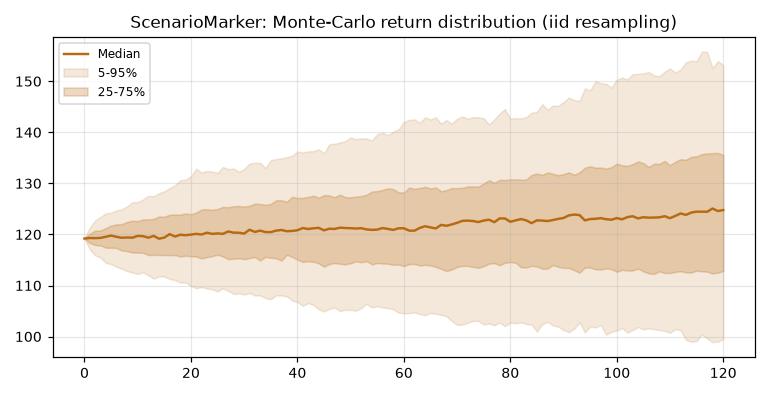 ScenarioMarker: Monte-Carlo return distribution (iid resampling)
Median
5-95%
25-75%
150
140
130
120
110
100
0 20 40 60 80 100 120